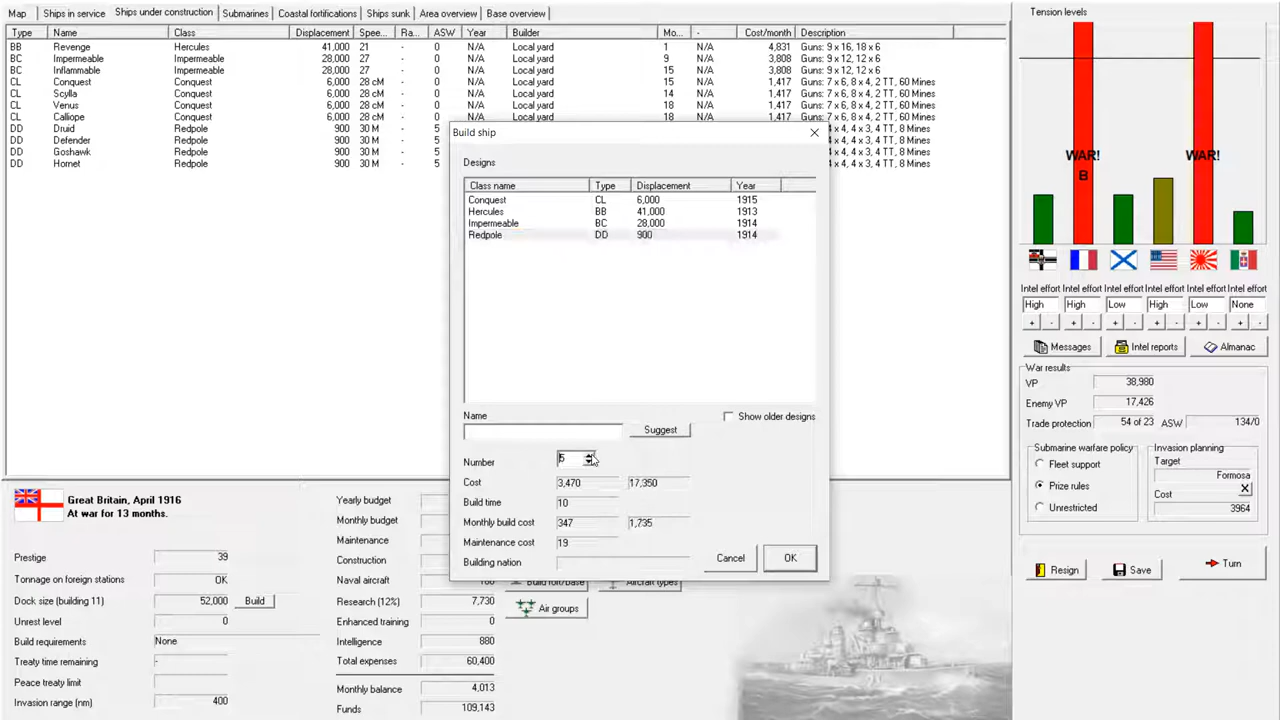 Map Ships in service Ships under construction Submarines Coastal fortifications Ships sunk Area overview Base overview
Type Name Class Displacement Spee... Ra... ASW Year Builder Mo... - Cost/month Description
BB Revenge Hercules 41,000 21 - 0 N/A Local yard 1 N/A 4,831 Guns: 9 x 16, 18 x 6
BC Impermeable Impermeable 28,000 27 - 0 N/A Local yard 9 N/A 3,808 Guns: 9 x 12, 12 x 6
BC Inflammable Impermeable 28,000 27 - 0 N/A Local yard 15 N/A 3,808 Guns: 9 x 12, 12 x 6
CL Conquest Conquest 6,000 28 cM - 0 N/A Local yard 15 N/A 1,417 Guns: 7 x 6, 8 x 4, 2 TT, 60 Mines
CL Scylla Conquest 6,000 28 cM - 0 N/A Local yard 14 N/A 1,417 Guns: 7 x 6, 8 x 4, 2 TT, 60 Mines
CL Venus Conquest 6,000 28 cM - 0 N/A Local yard 18 N/A 1,417 Guns: 7 x 6, 8 x 4, 2 TT, 60 Mines
CL Calliope Conquest 6,000 28 cM - 0 N/A Local yard 18 N/A 1,417 Guns: 7 x 6, 8 x 4, 2 TT, 60 Mines
DD Druid Redpole 900 30 M - 5 x 4, 4 x 3, 4 TT, 8 Mines
DD Defender Redpole 900 30 M - 5 x 4, 4 x 3, 4 TT, 8 Mines
DD Goshawk Redpole 900 30 M - 5 x 4, 4 x 3, 4 TT, 8 Mines
DD Hornet Redpole 900 30 M - 5 x 4, 4 x 3, 4 TT, 8 Mines
Build ship
Designs
Class name Type Displacement Year
Conquest CL 6,000 1915
Hercules BB 41,000 1913
Impermeable BC 28,000 1914
Redpole DD 900 1914
Name Show older designs
Suggest
Number 5
Cost 3,470 17,350
Build time 10
Monthly build cost 347 1,735
Maintenance cost 19
Building nation
Cancel OK
Great Britain, April 1916
At war for 13 months.
Prestige 39
Tonnage on foreign stations OK
Dock size (building 11) 52,000 Build
Unrest level 0
Build requirements None
Treaty time remaining -
Peace treaty limit
Invasion range (nm) 400
Yearly budget
Monthly budget
Maintenance
Construction
Naval aircraft
Research (12%) 7,730
Enhanced training 0
Intelligence 880
Total expenses 60,400
Monthly balance 4,013
Funds 109,143
Build fort/base Aircraft types
Air groups
Tension levels
WAR! WAR!
B
Intel effort Intel effort Intel effort Intel effort Intel effort Intel effort
High High Low High Low None
+ - + - + - + - + - + -
Messages Intel reports Almanac
War results
VP 38,980
Enemy VP 17,426
Trade protection 54 of 23 ASW 134/0
Submarine warfare policy
Fleet support
Prize rules
Unrestricted
Invasion planning
Target
Formosa
Cost X
3964
Resign Save Turn